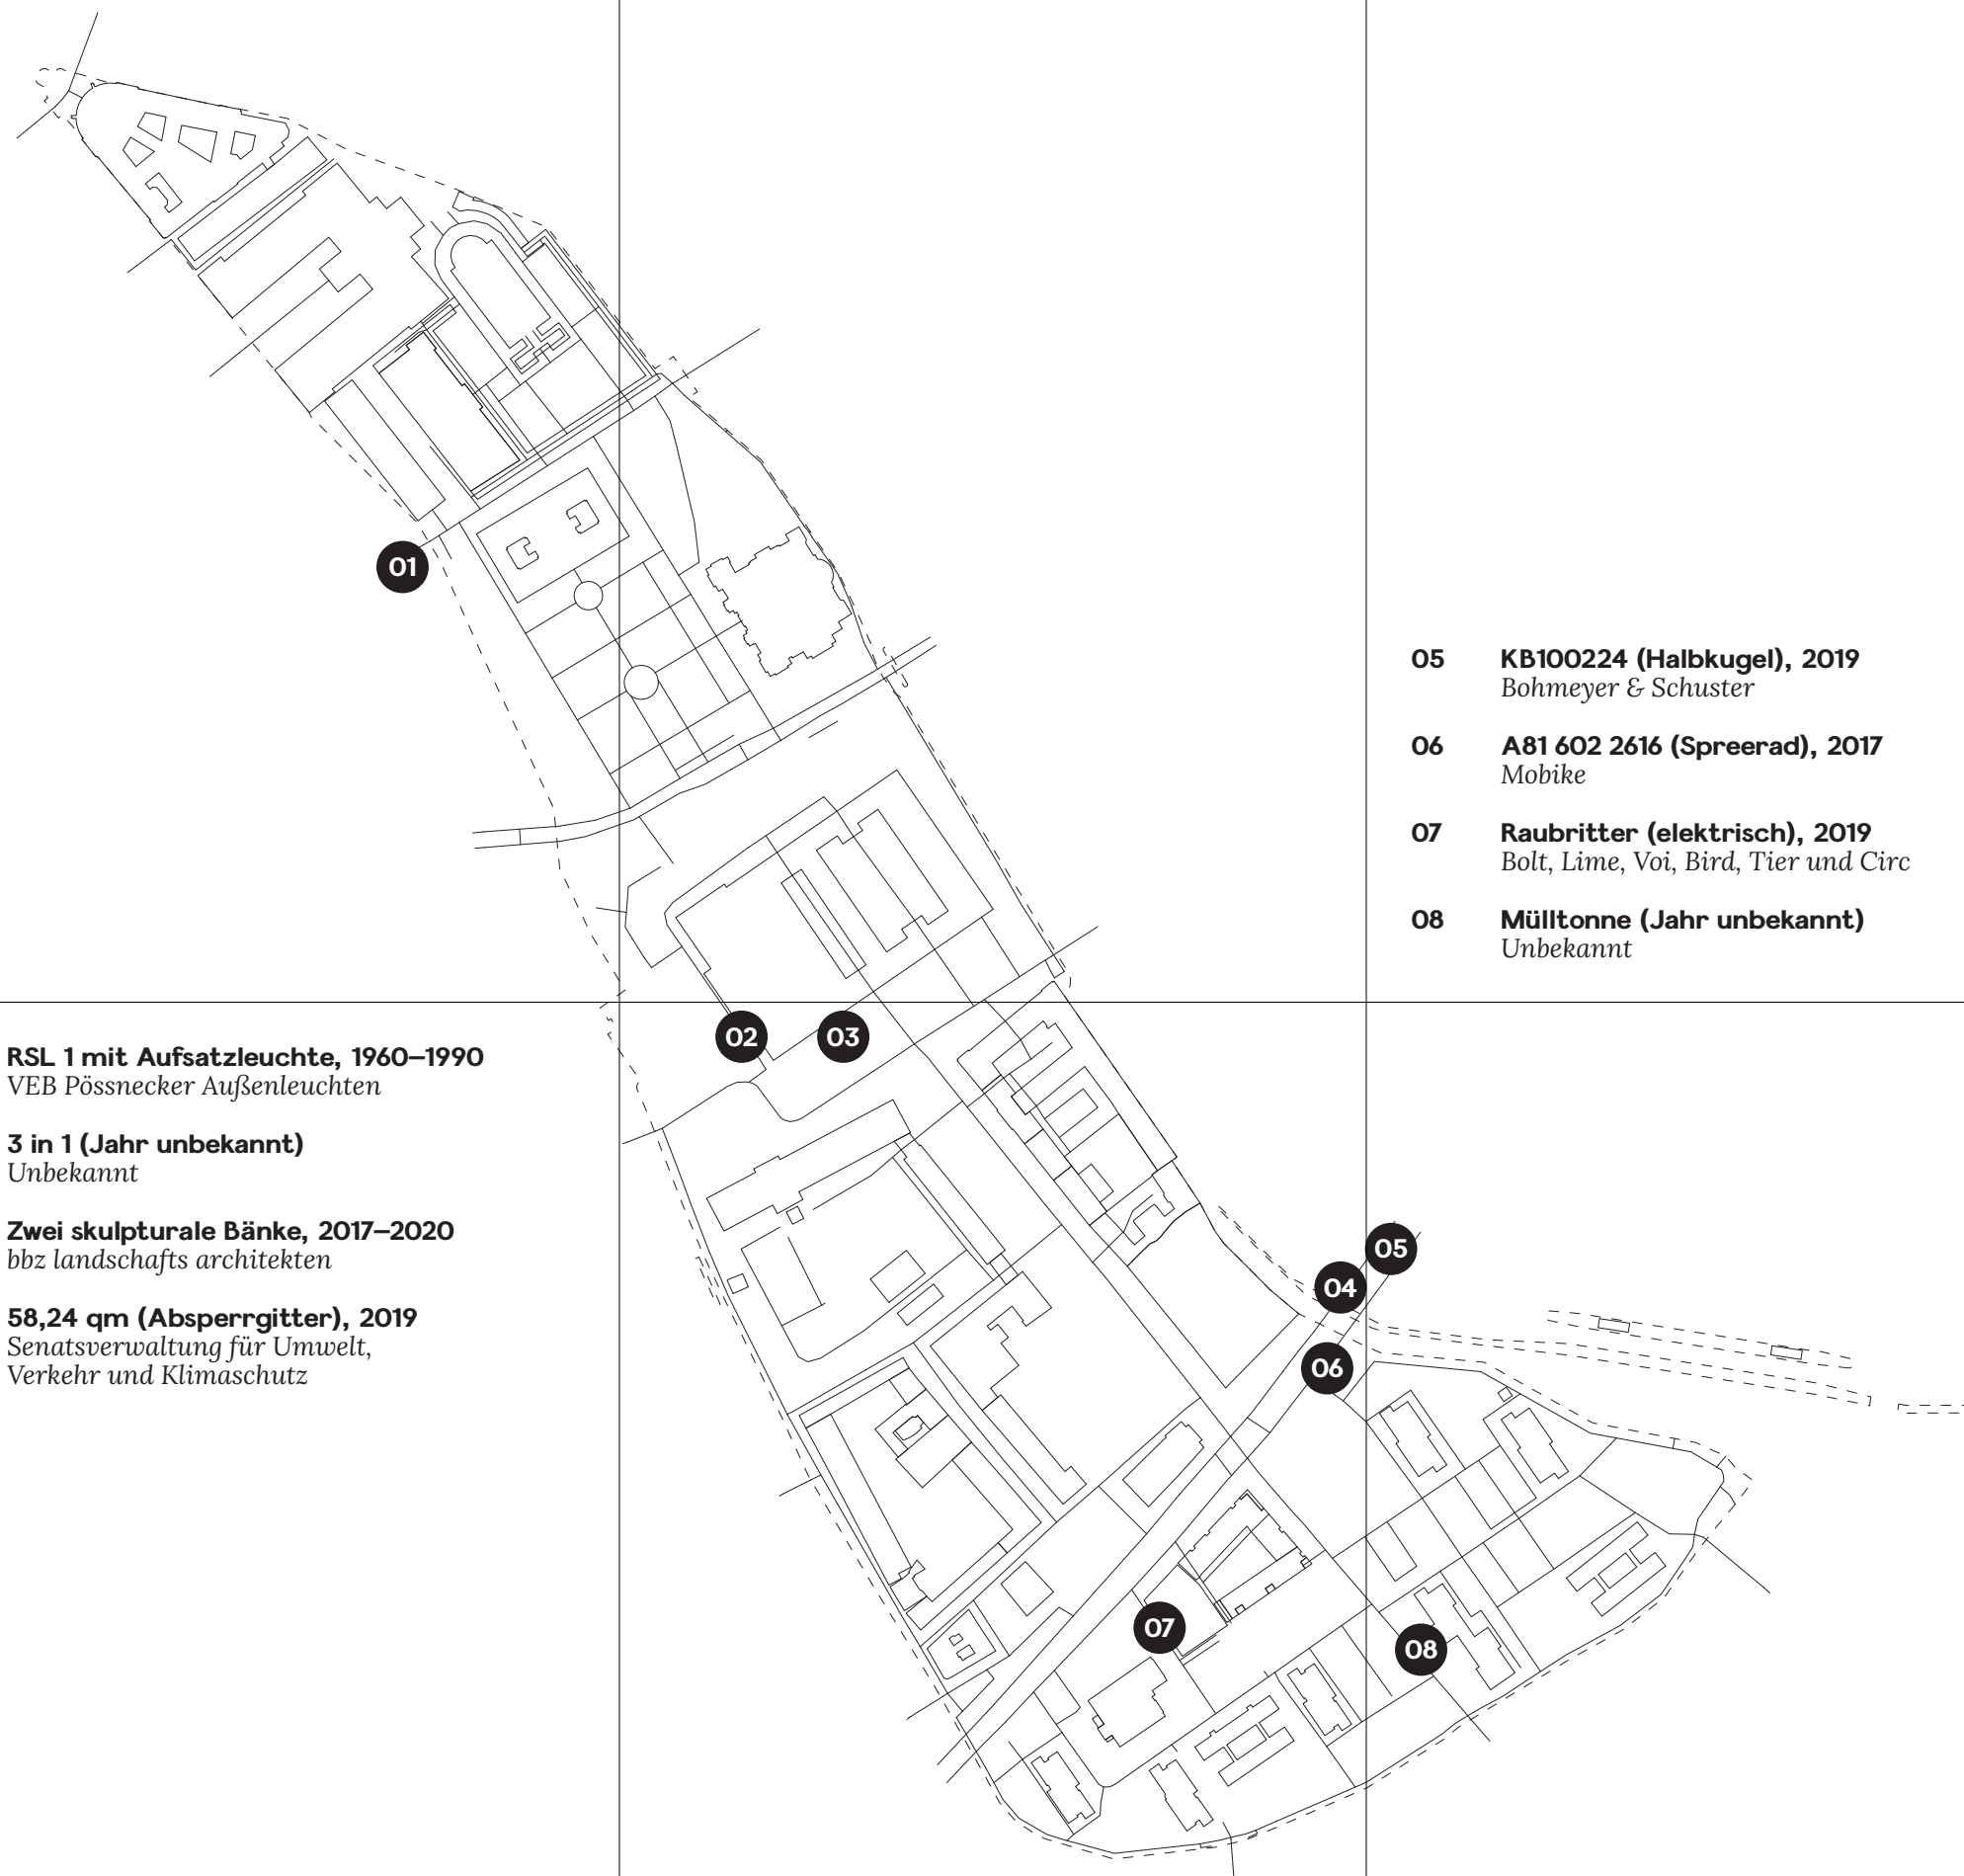 01
05 KB100224 (Halbkugel), 2019
Bohmeyer & Schuster
06 A81 602 2616 (Spreerad), 2017
Mobike
07 Raubritter (elektrisch), 2019
Bolt, Lime, Voi, Bird, Tier und Circ
08 Mülltonne (Jahr unbekannt)
Unbekannt
02
03
RSL 1 mit Aufsatzleuchte, 1960–1990
VEB Pössnecker Außenleuchten
3 in 1 (Jahr unbekannt)
Unbekannt
Zwei skulpturale Bänke, 2017–2020
bbz landschafts architekten
58,24 qm (Absperrgitter), 2019
Senatsverwaltung für Umwelt,
Verkehr und Klimaschutz
05
04
06
07
08